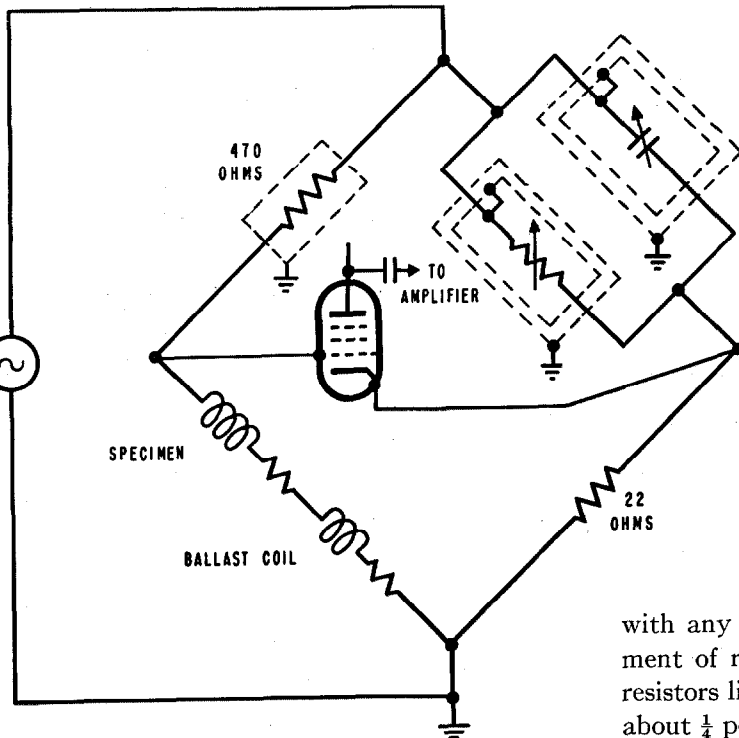 470
OHMS
TO
AMPLIFIER
SPECIMEN
BALLAST COIL
22
OHMS
with any
ment of r
resistors li
about ¼ p